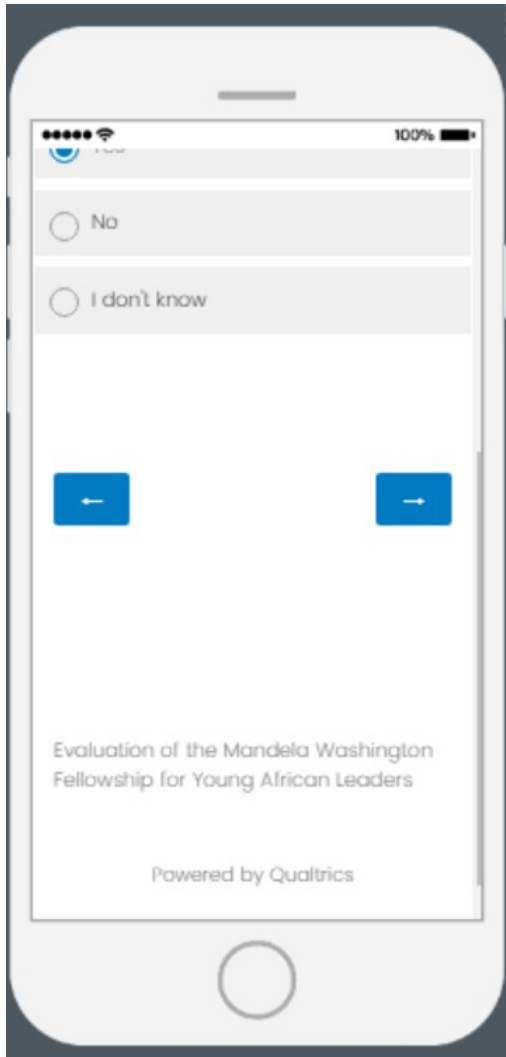 100%
No
I don't know
←
→
Evaluation of the Mandela Washington
Fellowship for Young African Leaders
Powered by Qualtrics